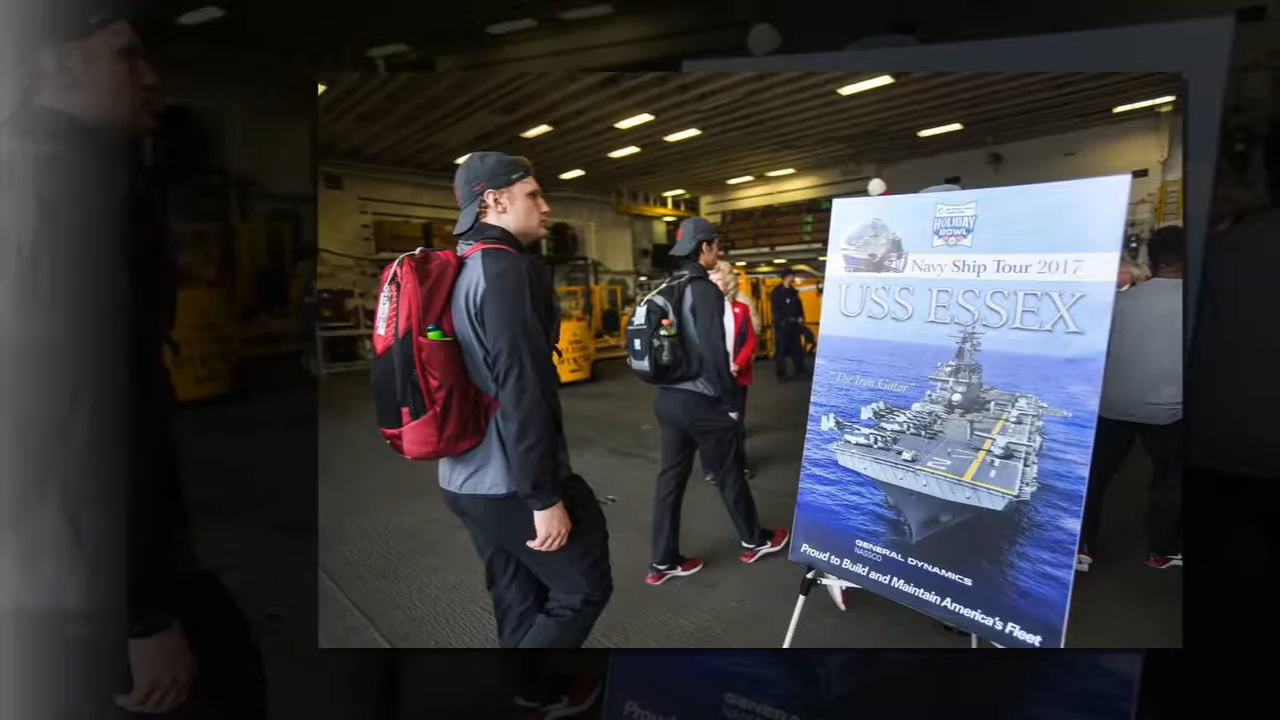 HOLIDAY
BOWL
Navy Ship Tour 2017
USS ESSEX
"The Iron Gator"
GENERAL DYNAMICS
NASSCO
Proud to Build and Maintain America's Fleet